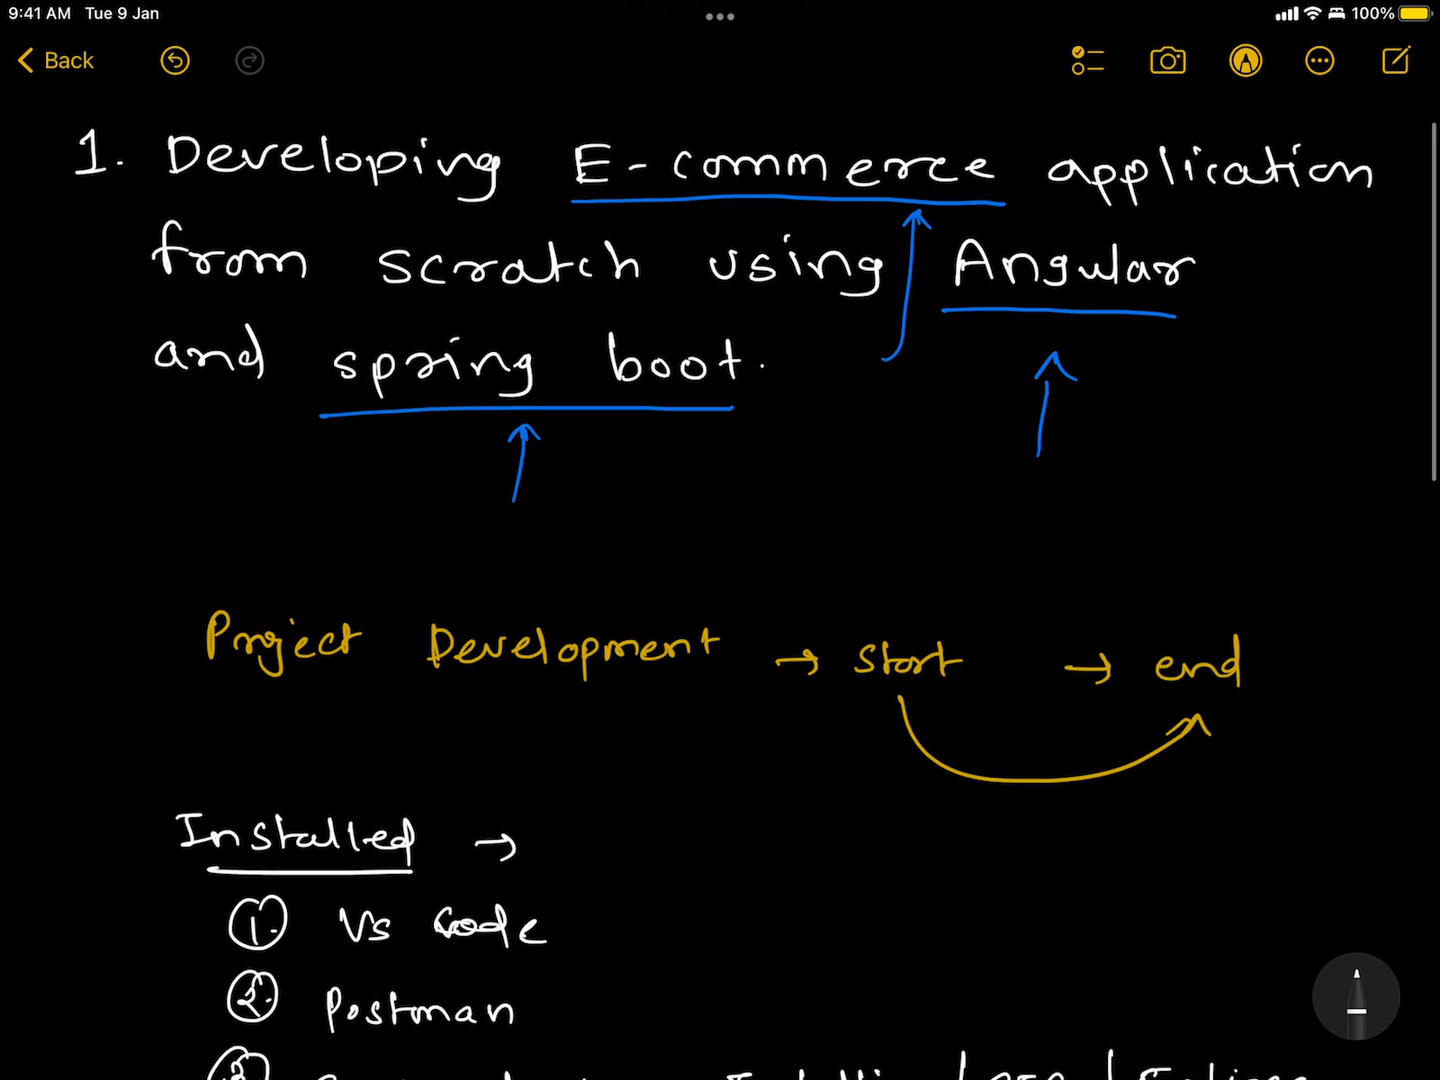 9:41 AM Tue 9 Jan
100%
Back
1. Developing E-commerce application
from scratch using Angular
and spring boot.
Project Development → start → end
Installed →
1. Vs code
2. Postman
3.